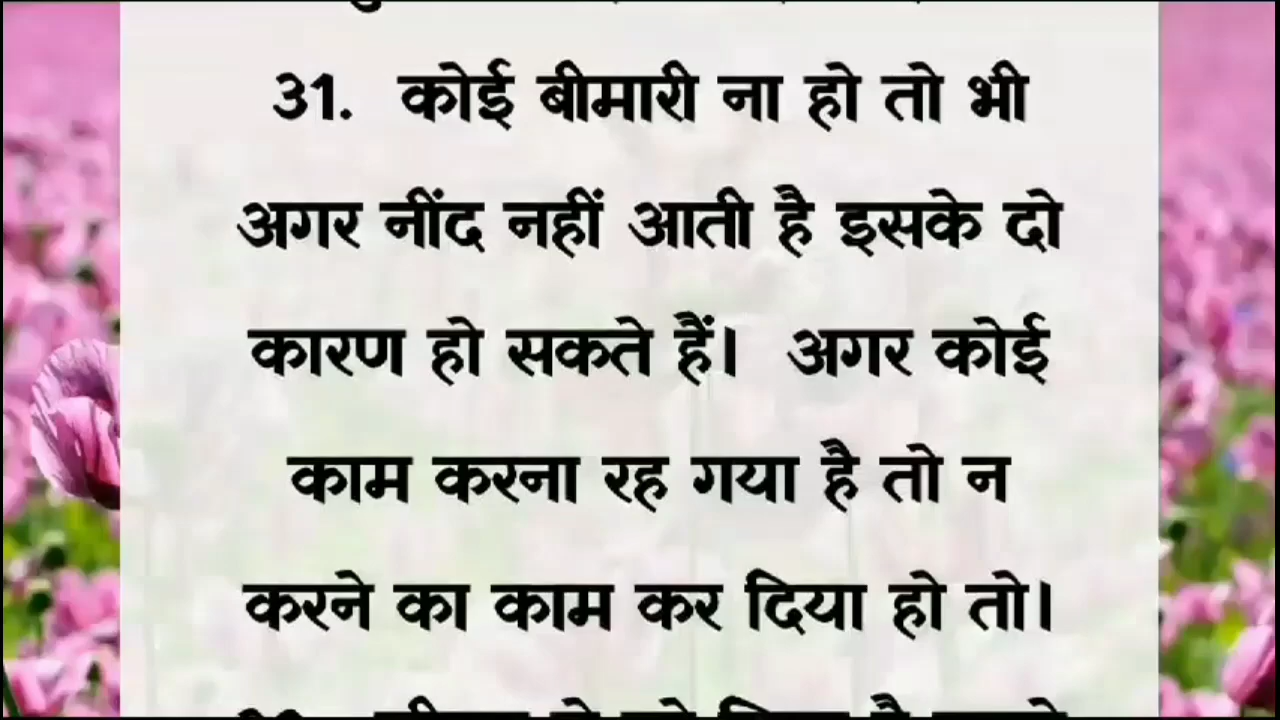 31. कोई बीमारी ना हो तो भी
अगर नींद नहीं आती है इसके दो
कारण हो सकते हैं। अगर कोई
काम करना रह गया है तो न
करने का काम कर दिया हो तो।